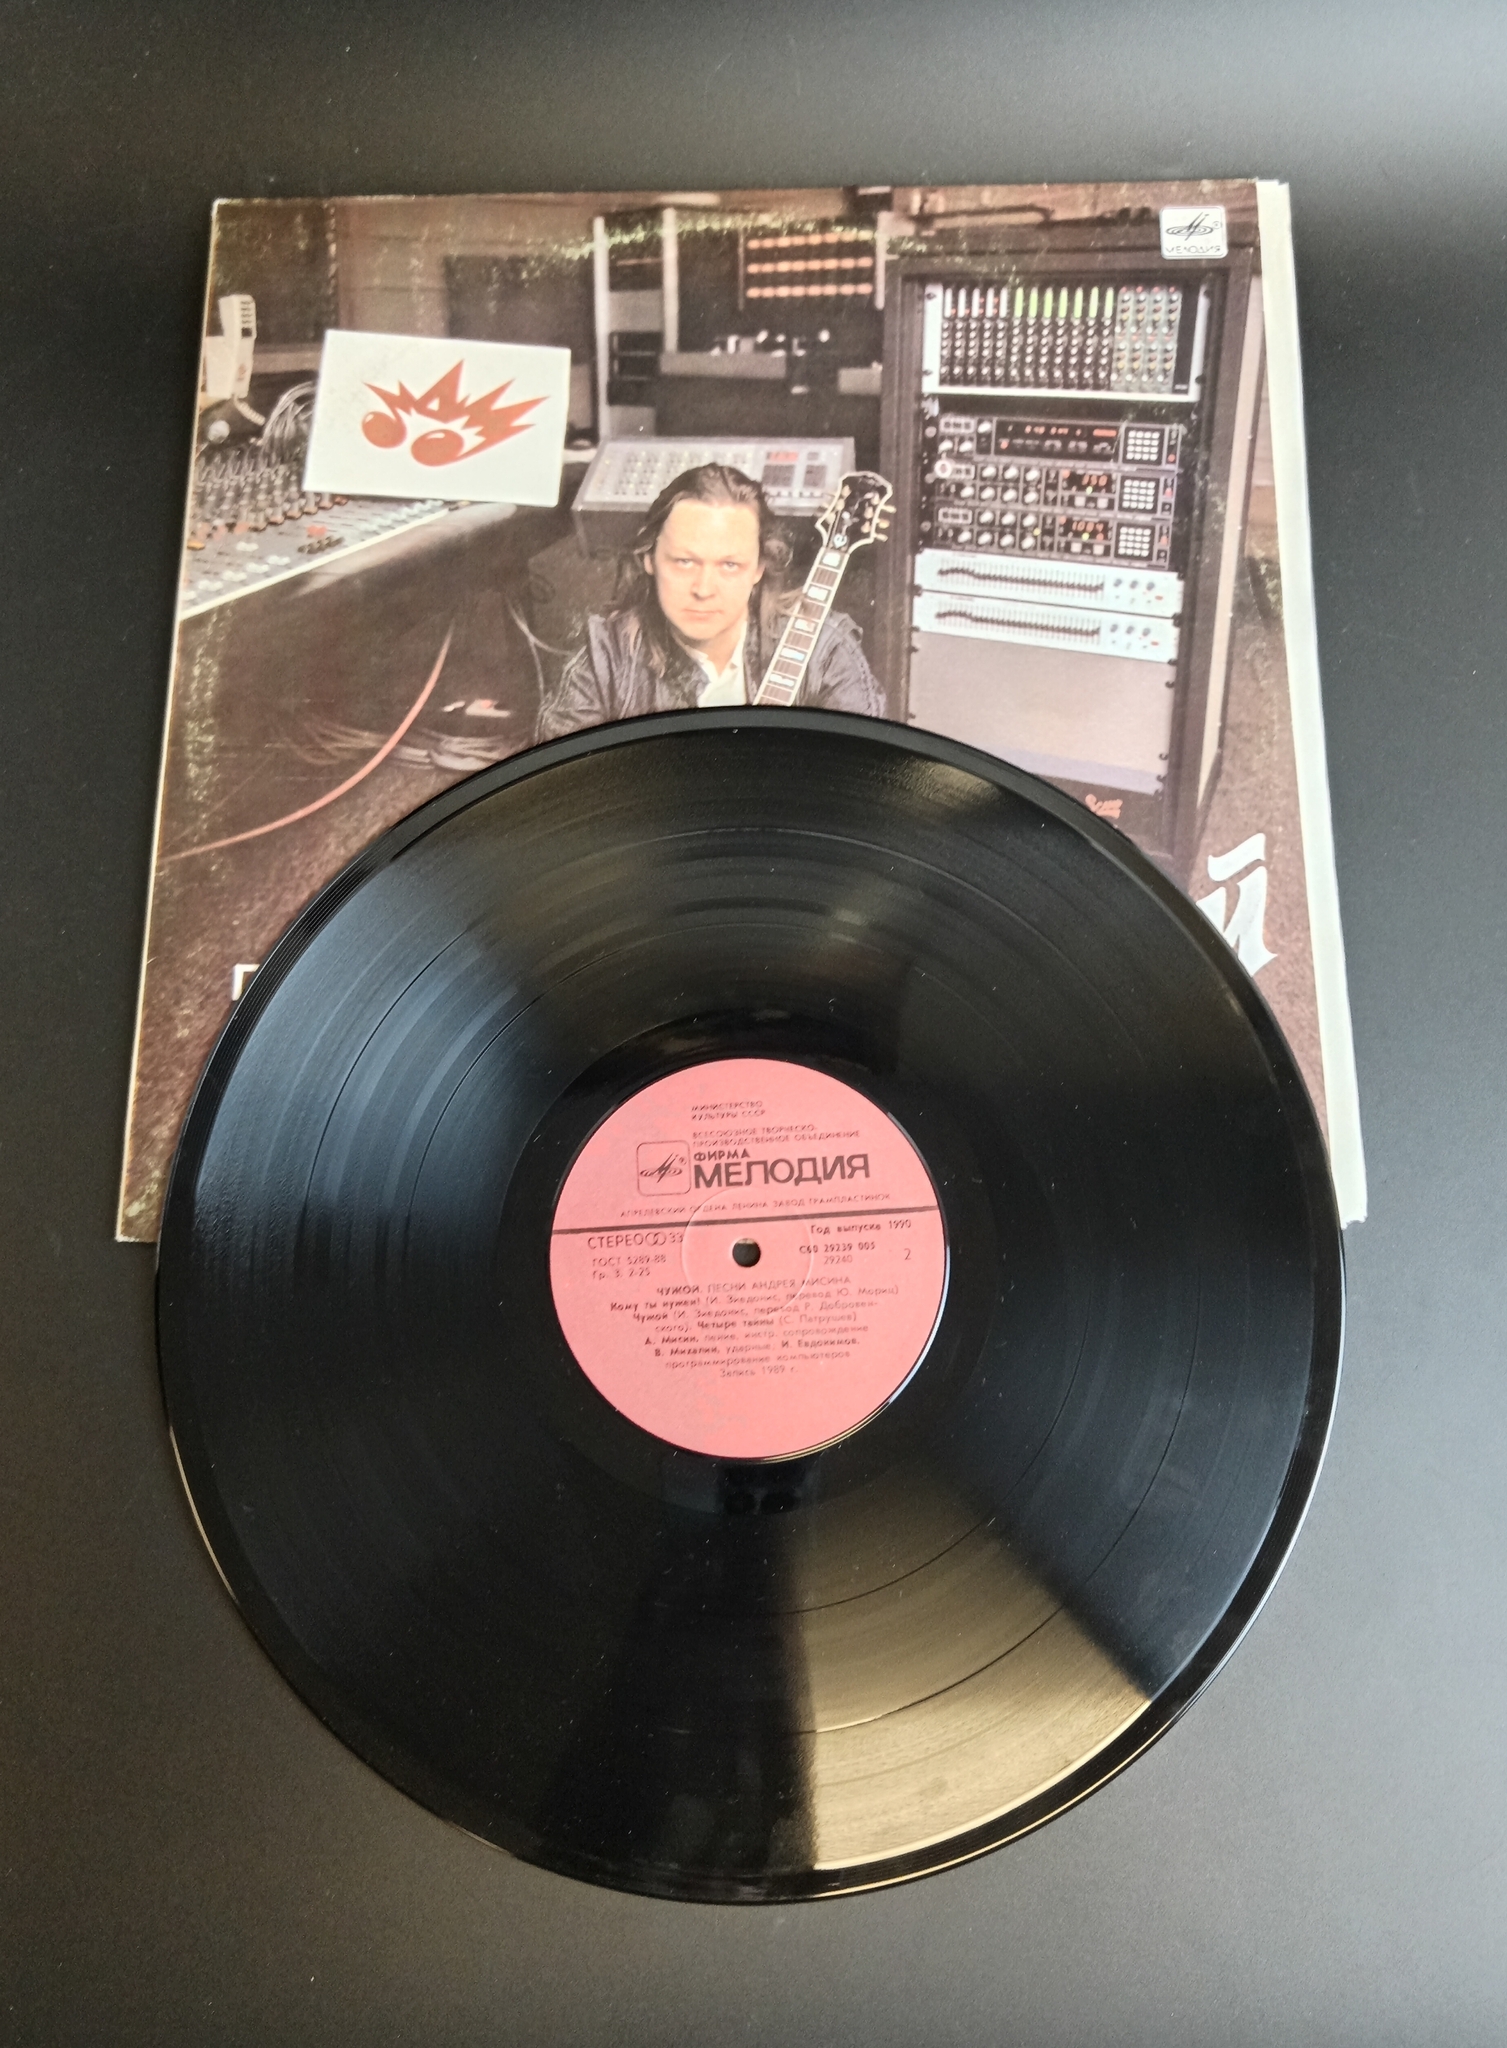 МЕЛОДИЯ
Й
МИНИСТЕРСТВО
КУЛЬТУРЫ СССР
ВСЕСОЮЗНОЕ ТВОРЧЕСКО-
ПРОИЗВОДСТВЕННОЕ ОБЪЕДИНЕНИЕ
ФИРМА
МЕЛОДИЯ
АПРЕЛЕВСКИЙ ОРДЕНА ЛЕНИНА ЗАВОД ГРАМПЛАСТИНОК
Год выпуска 1990
СТЕРЕО 33
С60 29239 005
ГОСТ 5289-88
29240
2
Гр. 3. 2-25
ЧУЖОЙ. ПЕСНИ АНДРЕЯ МИСИНА
Кому ты нужен! (И. Зиедонис, перевод Ю. Мориц)
Чужой (И. Зиедонис, перевод Р. Добровен-
ского). Четыре тайны (С. Патрушев)
А. Мисин, пение, инстр. сопровождение
В. Михалин, ударные; И. Евдокимов,
программирование компьютеров
Запись 1989 г.